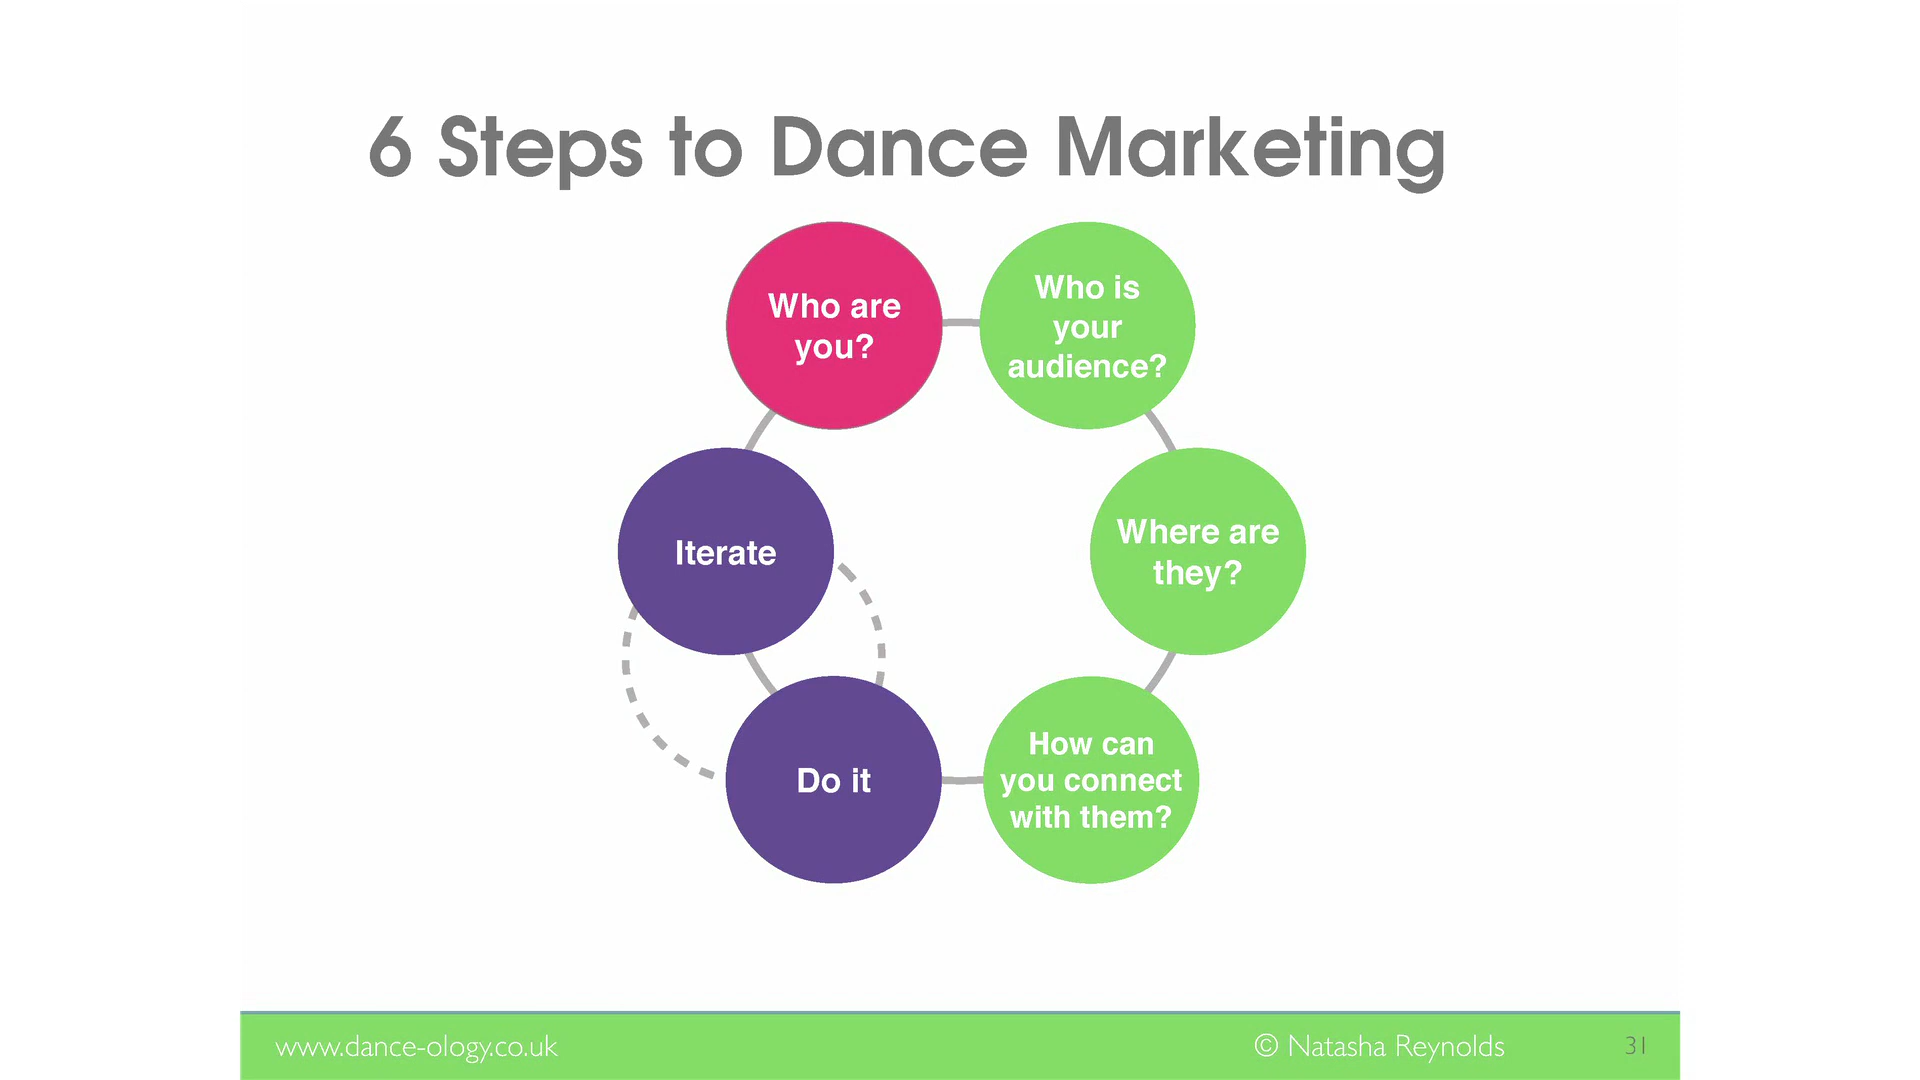 6 Steps to Dance Marketing
Who are
you?
Who is
your
audience?
Where are
they?
How can
you connect
with them?
Do it
Iterate
www.dance-ology.co.uk
© Natasha Reynolds
31